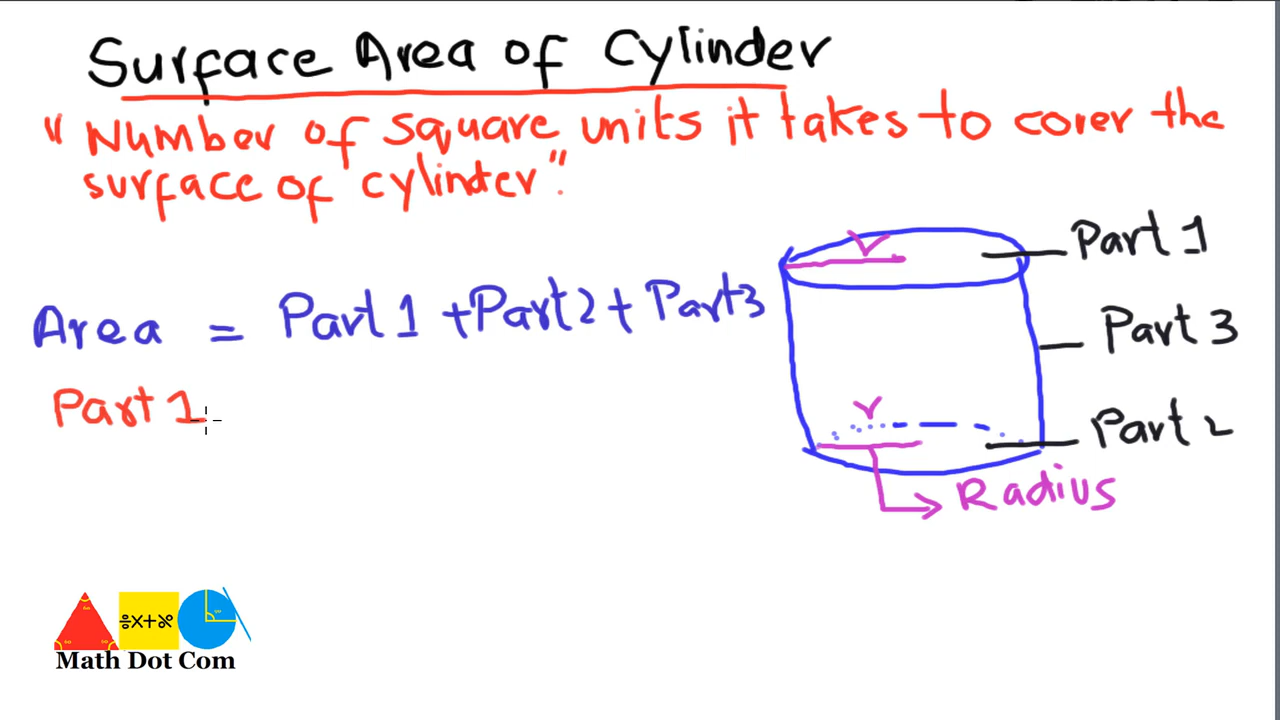 Surface Area of Cylinder
" Number of square units it takes to cover the
surface of cylinder".
r
Part 1
Area = Part 1 + Part 2 + Part 3
Part 3
Part 1
r
Part 2
Radius
÷x+%
Math Dot Com